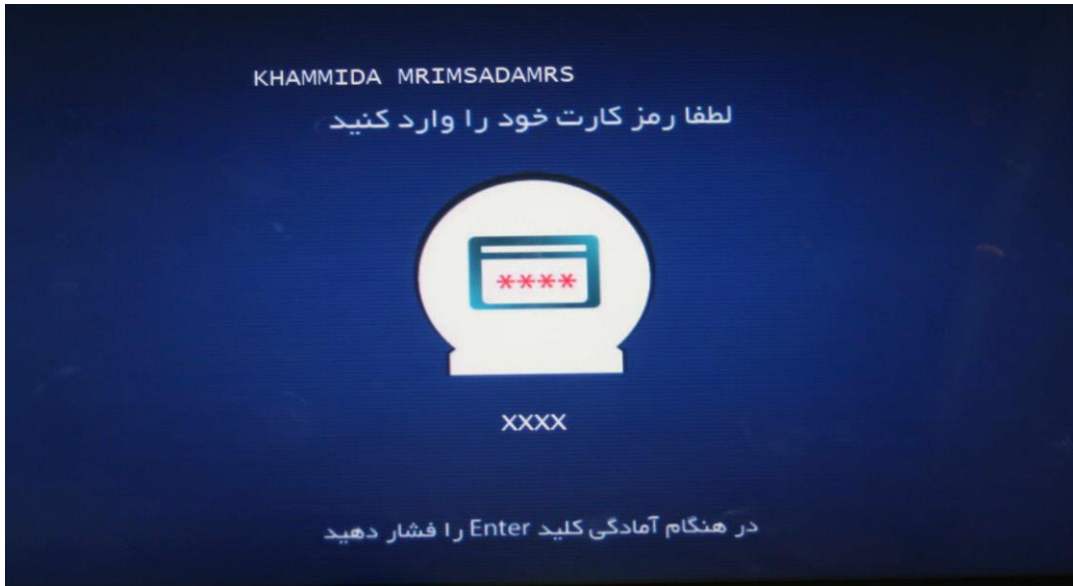 KHAMMIDA MRIMSADAMRS
لطفا رمز کارت خود را وارد کنید
****
XXXX
در هنگام آمادگی کلید Enter را فشار دهید